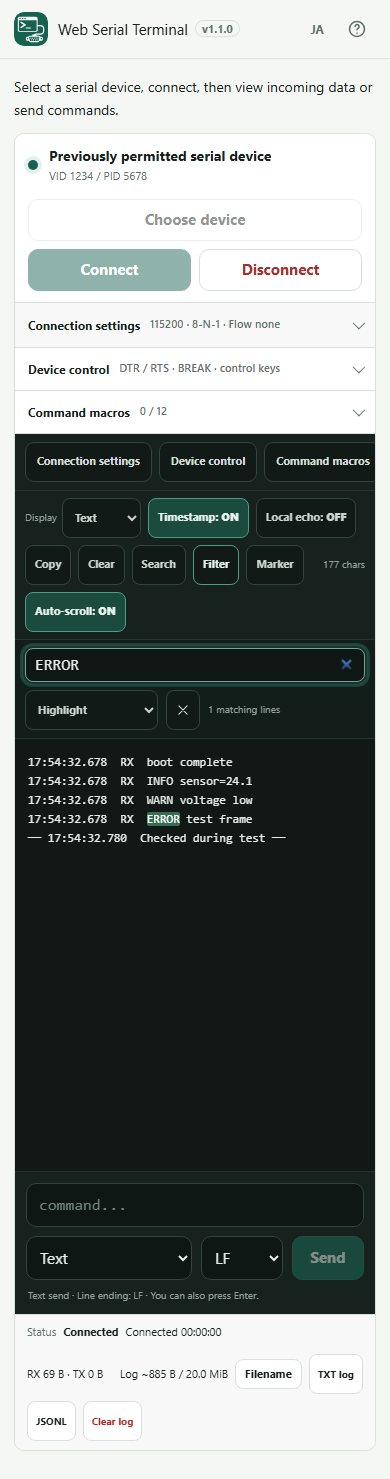 Web Serial Terminal v1.1.0 JA
Select a serial device, connect, then view incoming data or
send commands.
Previously permitted serial device
VID 1234 / PID 5678
Choose device
Connect Disconnect
Connection settings 115200 · 8-N-1 · Flow none
Device control DTR / RTS · BREAK · control keys
Command macros 0 / 12
Connection settings Device control Command macros
Display Text Timestamp: ON Local echo: OFF
Copy Clear Search Filter Marker 177 chars
Auto-scroll: ON
ERROR
Highlight 1 matching lines
17:54:32.678 RX boot complete
17:54:32.678 RX INFO sensor=24.1
17:54:32.678 RX WARN voltage low
17:54:32.678 RX ERROR test frame
── 17:54:32.780 Checked during test ──
command...
Text LF Send
Text send · Line ending: LF · You can also press Enter.
Status Connected Connected 00:00:00
RX 69 B · TX 0 B Log ~885 B / 20.0 MiB Filename TXT log
JSONL Clear log